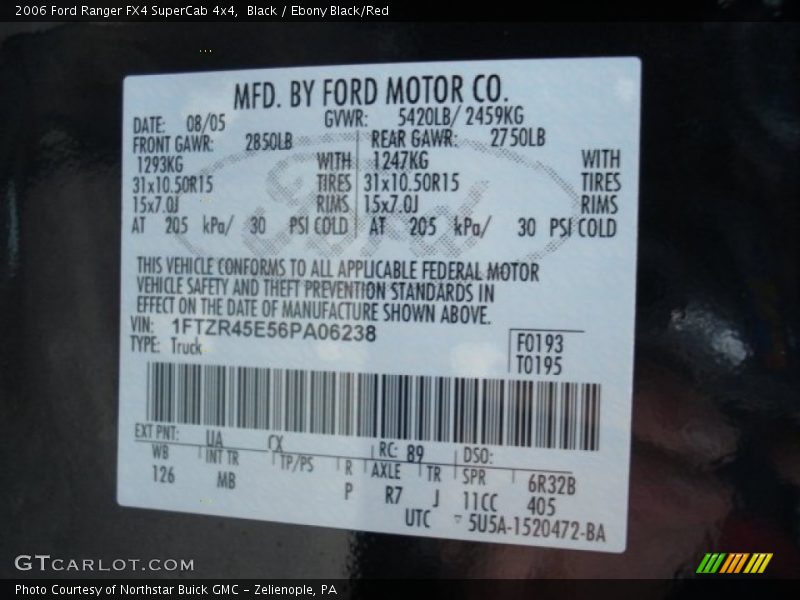 2006 Ford Ranger FX4 SuperCab 4x4, Black / Ebony Black/Red
MFD. BY FORD MOTOR CO.
DATE: 08/05 GVWR: 5420LB/ 2459KG
FRONT GAWR: 2850LB REAR GAWR: 2750LB
1293KG WITH 1247KG WITH
31x10.50R15 TIRES 31x10.50R15 TIRES
15x7.0J RIMS 15x7.0J RIMS
AT 205 kPa/ 30 PSI COLD AT 205 kPa/ 30 PSI COLD
Ford
THIS VEHICLE CONFORMS TO ALL APPLICABLE FEDERAL MOTOR
VEHICLE SAFETY AND THEFT PREVENTION STANDARDS IN
EFFECT ON THE DATE OF MANUFACTURE SHOWN ABOVE.
VIN: 1FTZR45E56PA06238
TYPE: Truck
F0193
T0195
EXT PNT: UA CX RC: 89 DSO:
WB INT TR TP/PS R AXLE TR SPR 6R32B
126 MB P R7 J 11CC 405
UTC ▽ 5U5A-1520472-BA
GTCARLOT.COM
Photo Courtesy of Northstar Buick GMC - Zelienople, PA